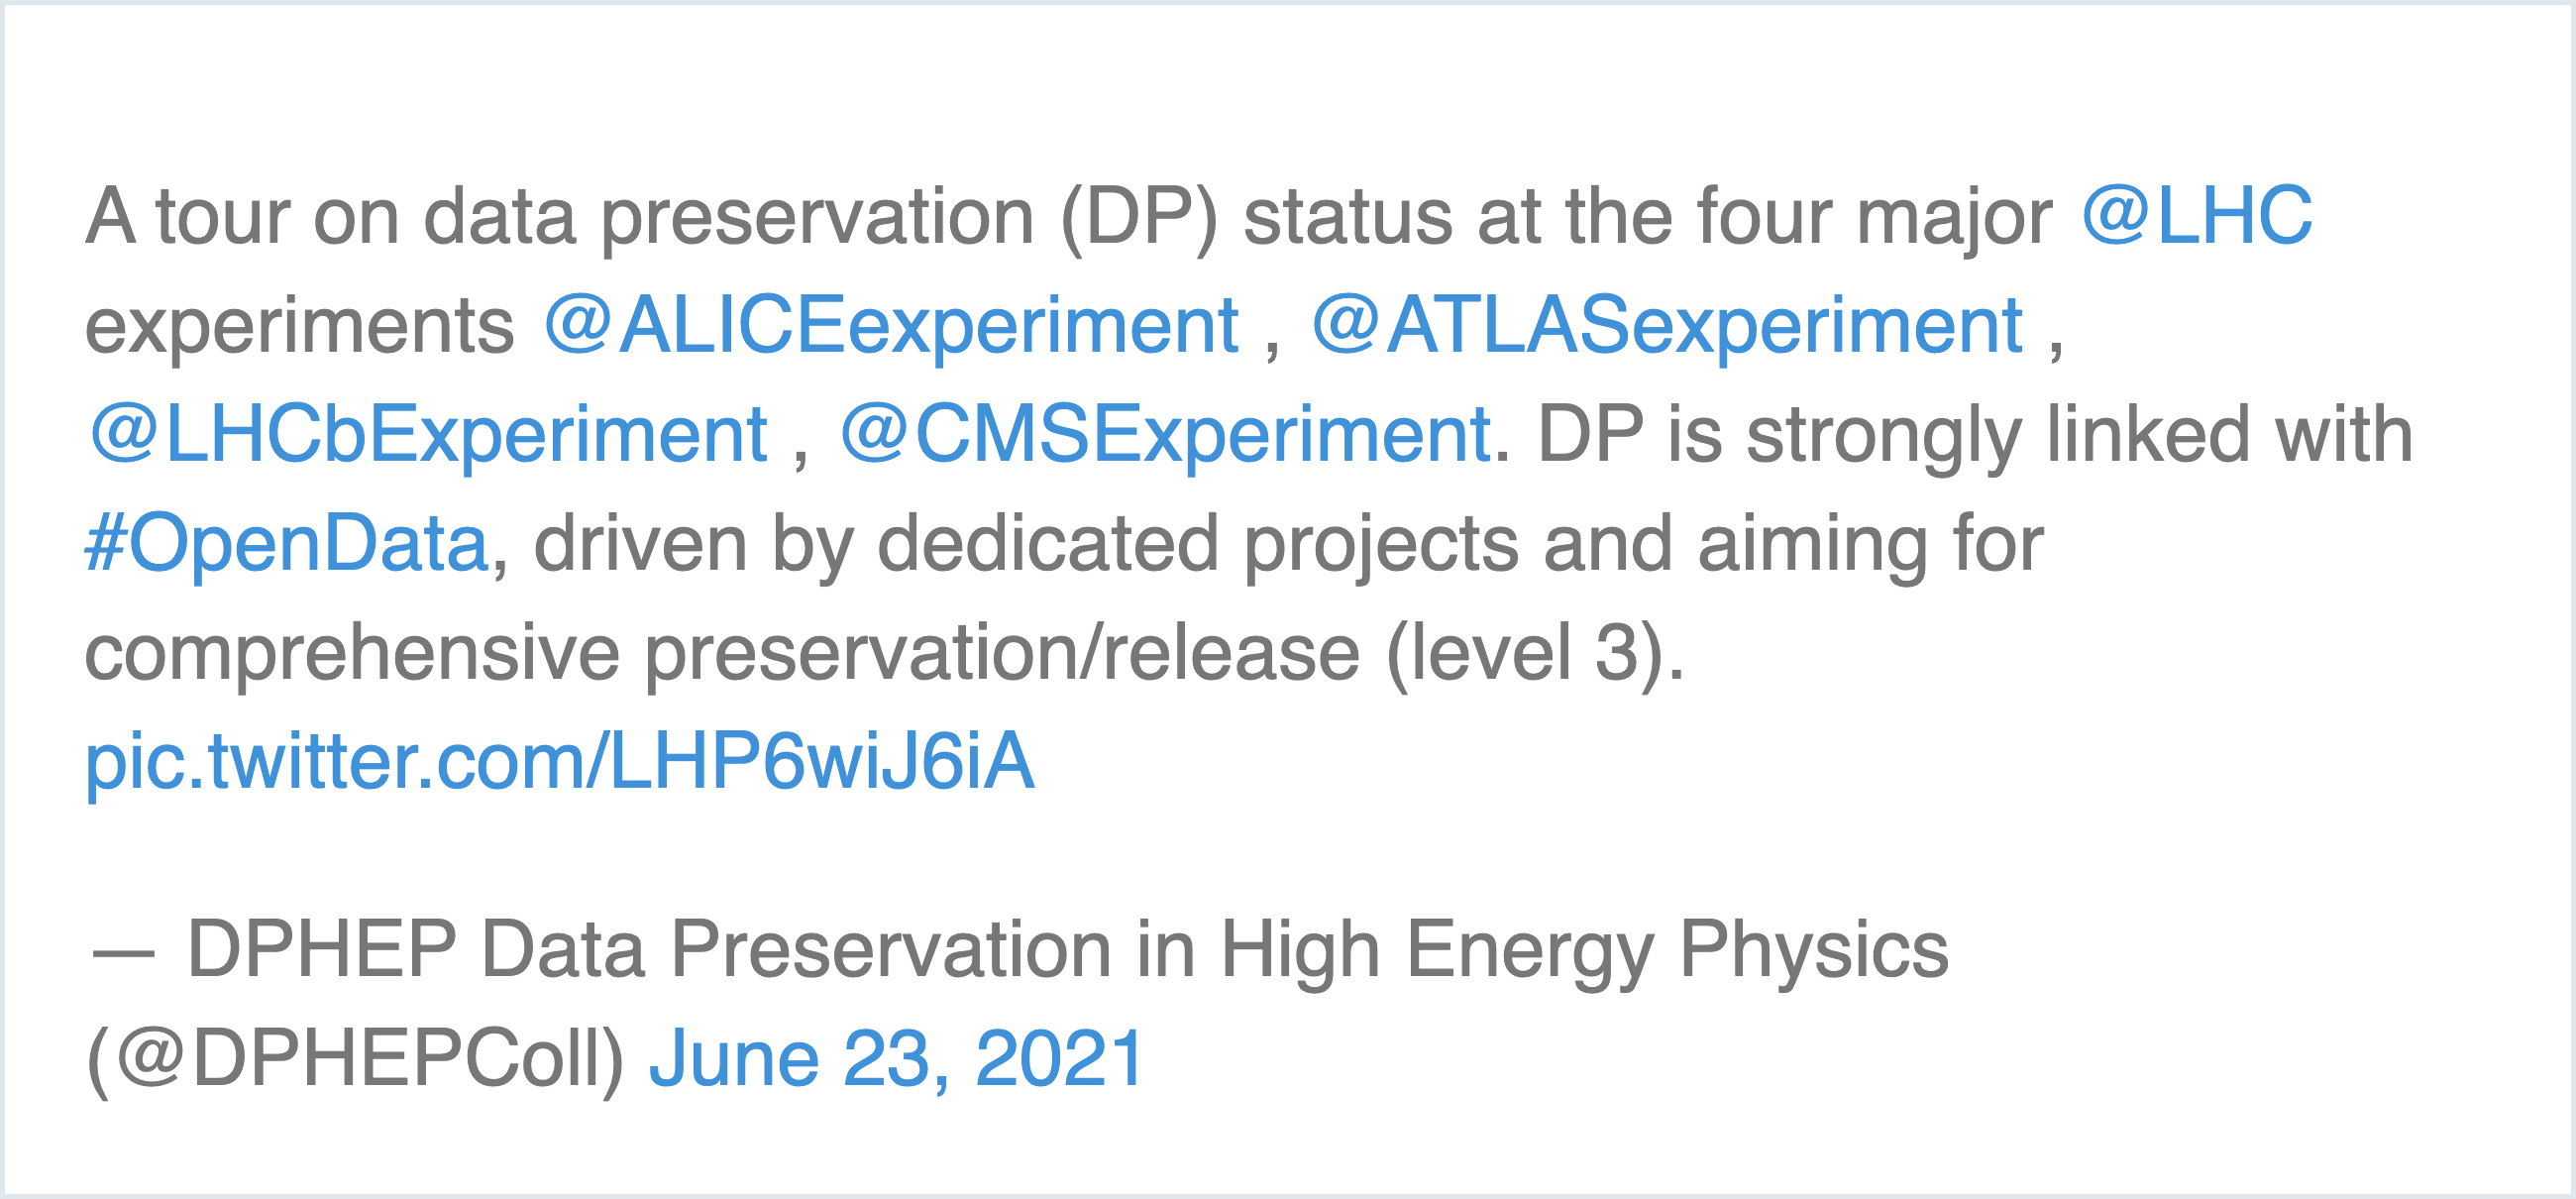 A tour on data preservation (DP) status at the four major @LHC
experiments @ALICEexperiment , @ATLASexperiment ,
@LHCbExperiment , @CMSExperiment. DP is strongly linked with
#OpenData, driven by dedicated projects and aiming for
comprehensive preservation/release (level 3).
pic.twitter.com/LHP6wiJ6iA
— DPHEP Data Preservation in High Energy Physics
(@DPHEPColl) June 23, 2021